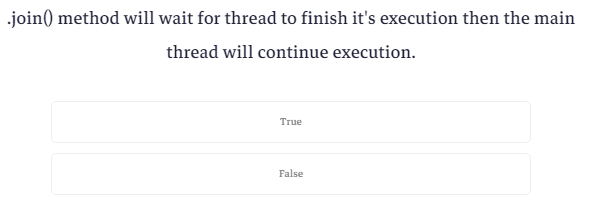 .join() method will wait for thread to finish it's execution then the main
thread will continue execution.
True
False